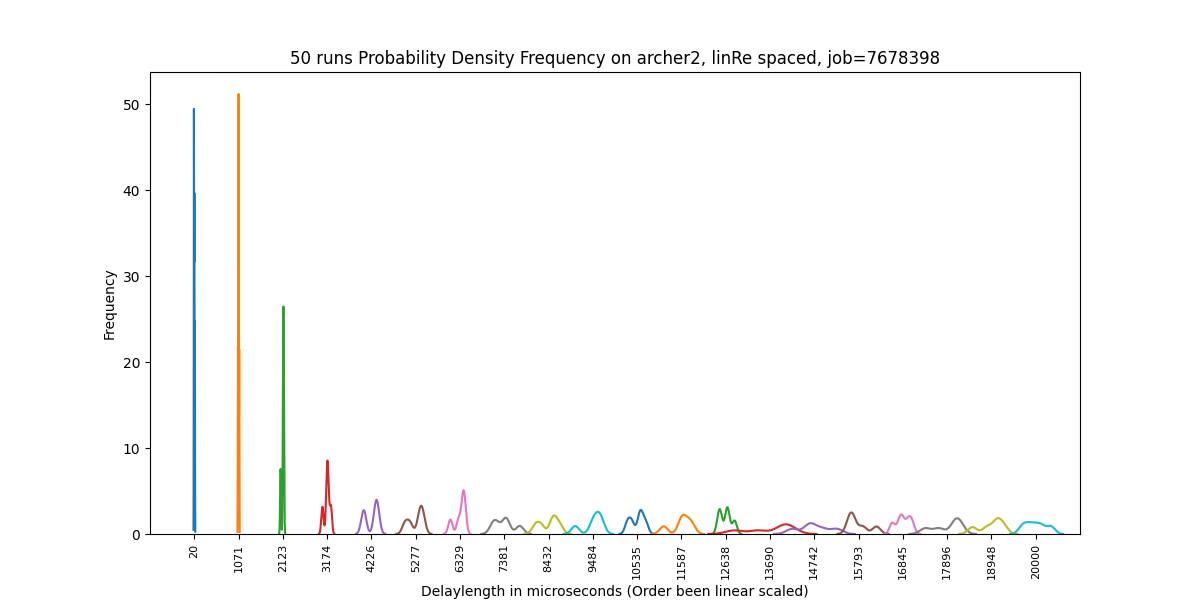 50 runs Probability Density Frequency on archer2, linRe spaced, job=7678398
Frequency
50
40
30
20
10
0
20 1071 2123 3174 4226 5277 6329 7381 8432 9484 10535 11587 12638 13690 14742 15793 16845 17896 18948 20000
Delaylength in microseconds (Order been linear scaled)